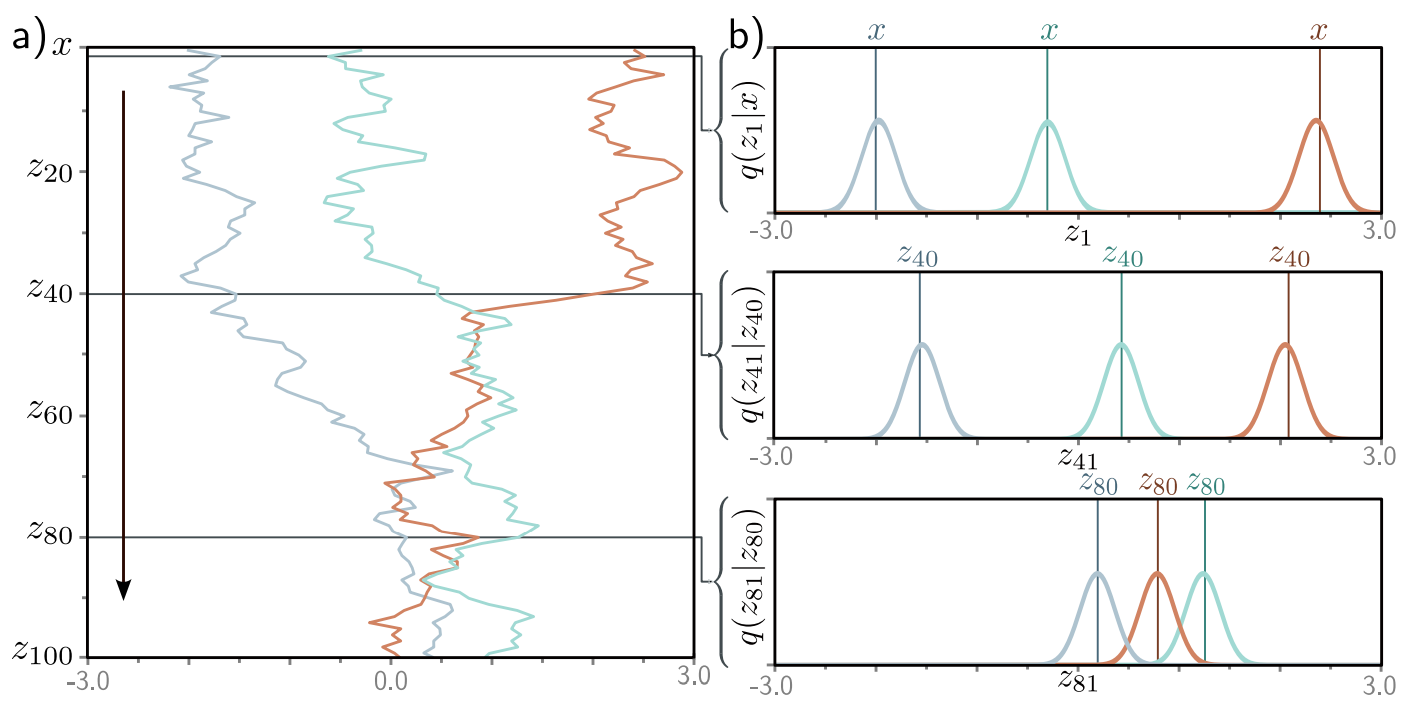 a)
x
z20
z40
z60
z80
z100
-3.0 0.0 3.0
b)
x x x
q(z1|x)
-3.0 z1 3.0
z40 z40 z40
q(z41|z40)
-3.0 z41 3.0
z80 z80 z80
q(z81|z80)
-3.0 z81 3.0